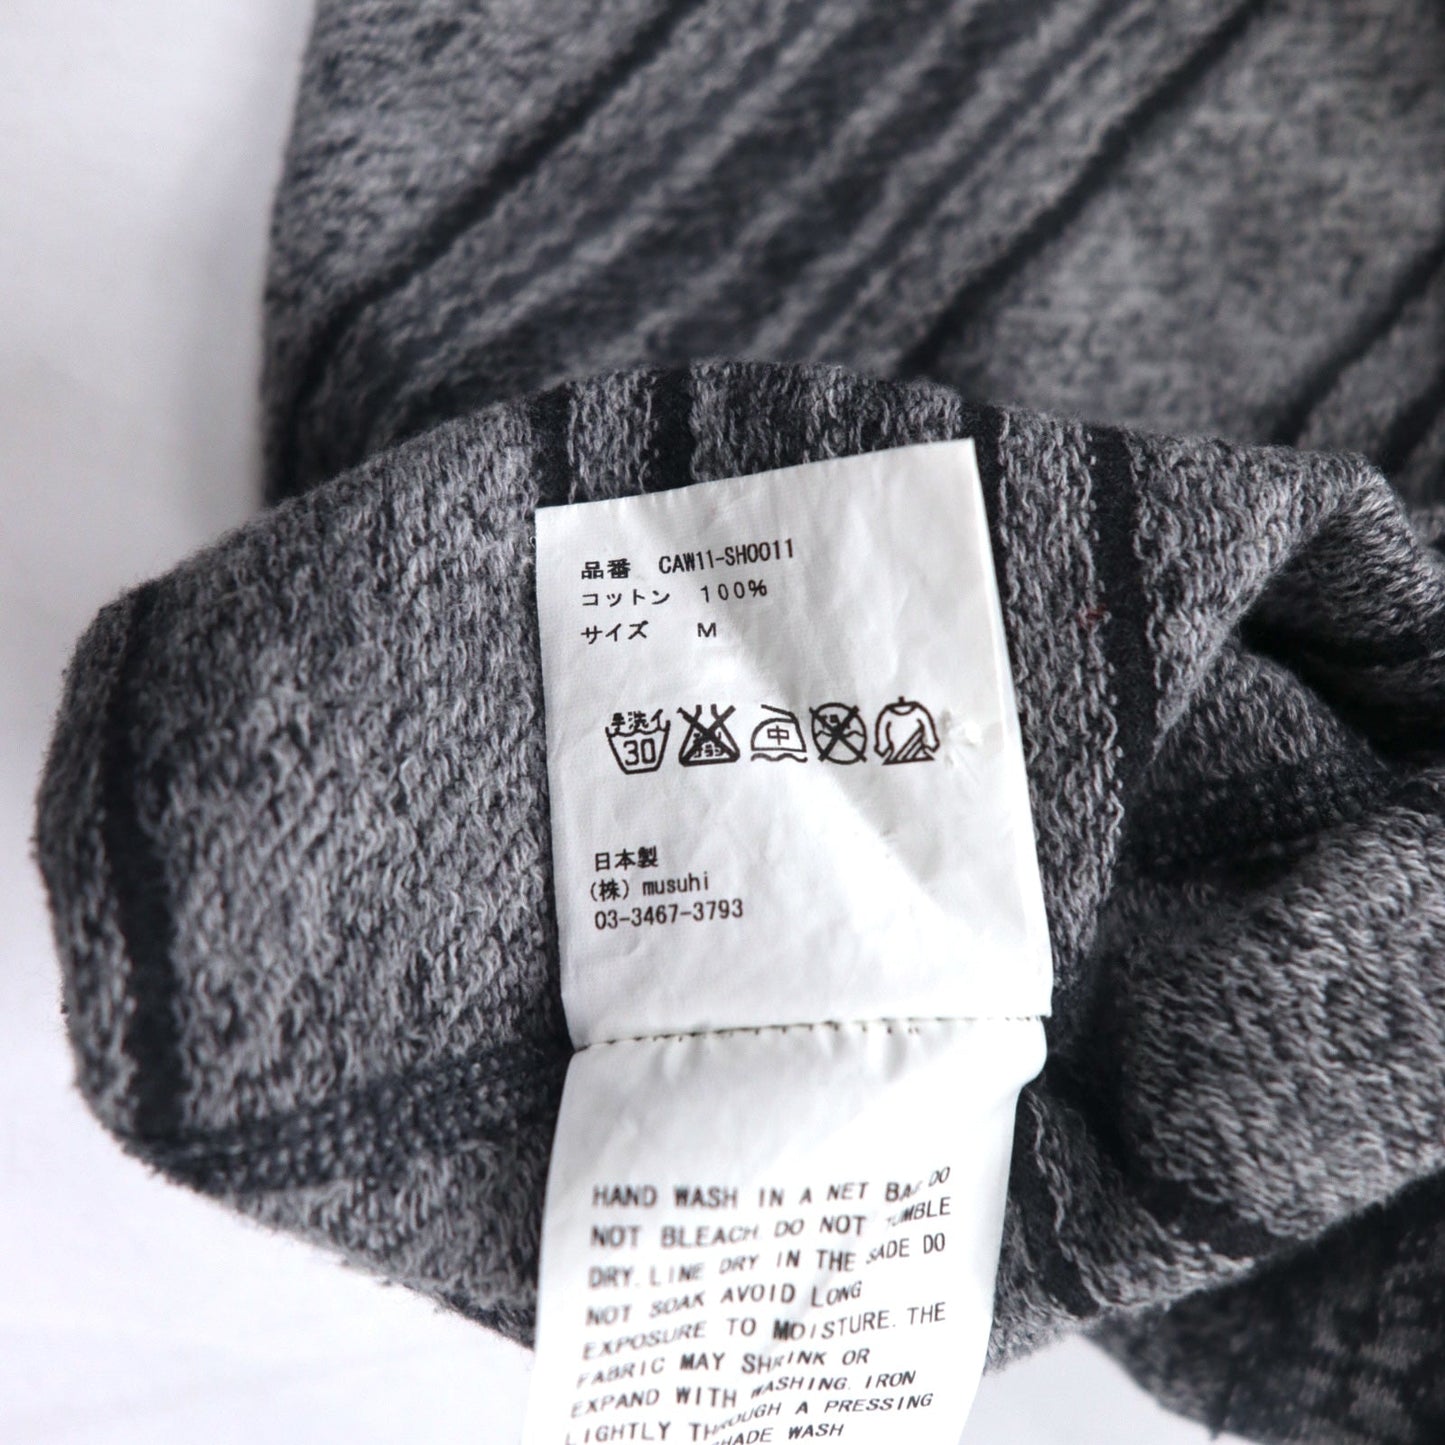 品番 CAW11-SH0011
コットン 100%
サイズ M
手洗イ
30
中
日本製
(株) musuhi
03-3467-3793
HAND WASH IN A NET DO
NOT BLEACH DO NOT
DRY. LINE DRY IN THE DO
NOT SOAK AVOID LONG
EXPOSURE TO MOISTURE. THE
FABRIC MAY SHRINK OR
EXPAND WITH WASHING. IRON
LIGHTLY THROUGH A PRESSING
WASH